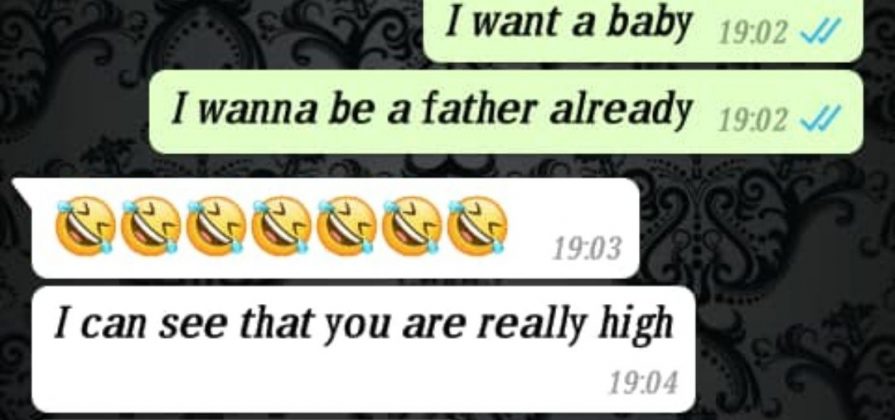 I want a baby 19:02
I wanna be a father already 19:02
🤣🤣🤣🤣🤣🤣🤣 19:03
I can see that you are really high
19:04